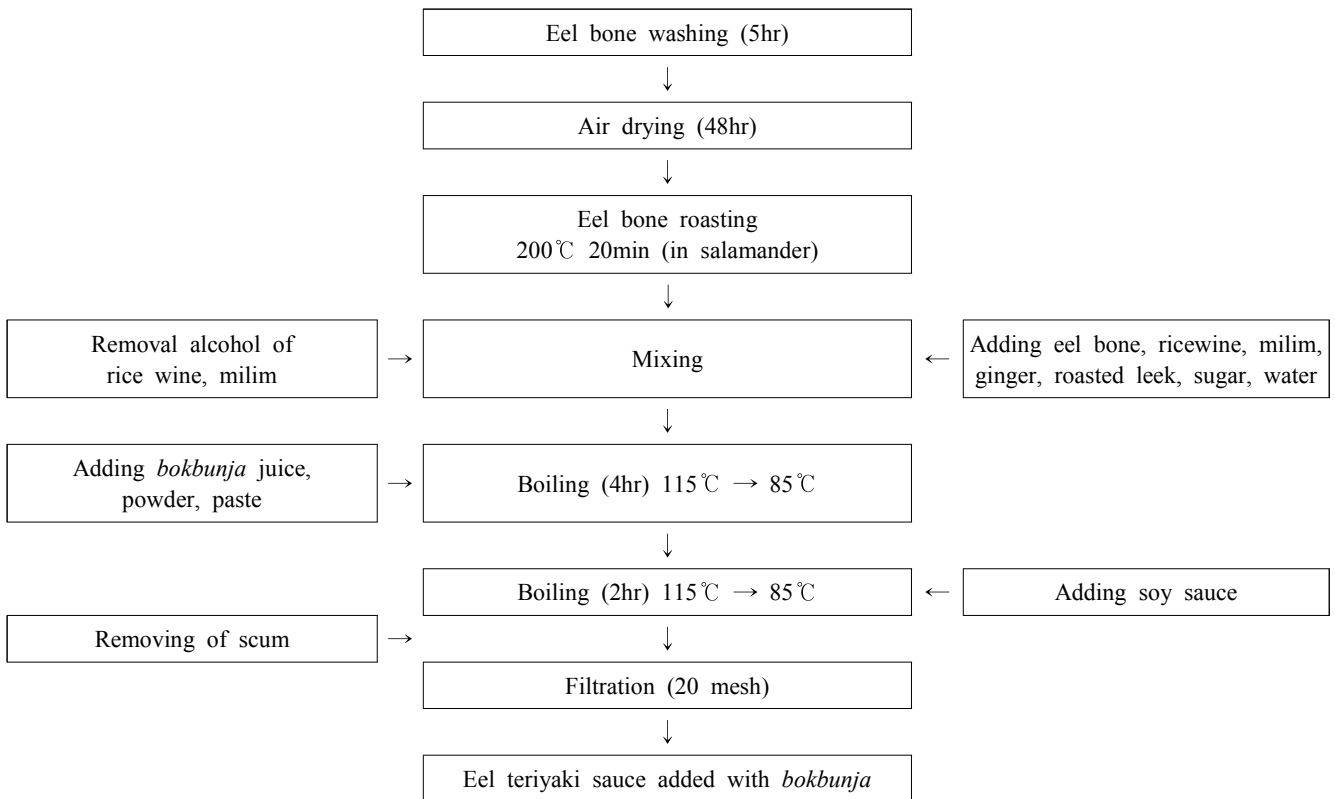 Eel bone washing (5hr)
↓
Air drying (48hr)
↓
Eel bone roasting
200℃ 20min (in salamander)
↓
Removal alcohol of
rice wine, milim
→
Mixing
←
Adding eel bone, ricewine, milim,
ginger, roasted leek, sugar, water
↓
Adding bokbunja juice,
powder, paste
→
Boiling (4hr) 115℃ → 85℃
↓
Boiling (2hr) 115℃ → 85℃
←
Adding soy sauce
Removing of scum
→
↓
Filtration (20 mesh)
↓
Eel teriyaki sauce added with bokbunja